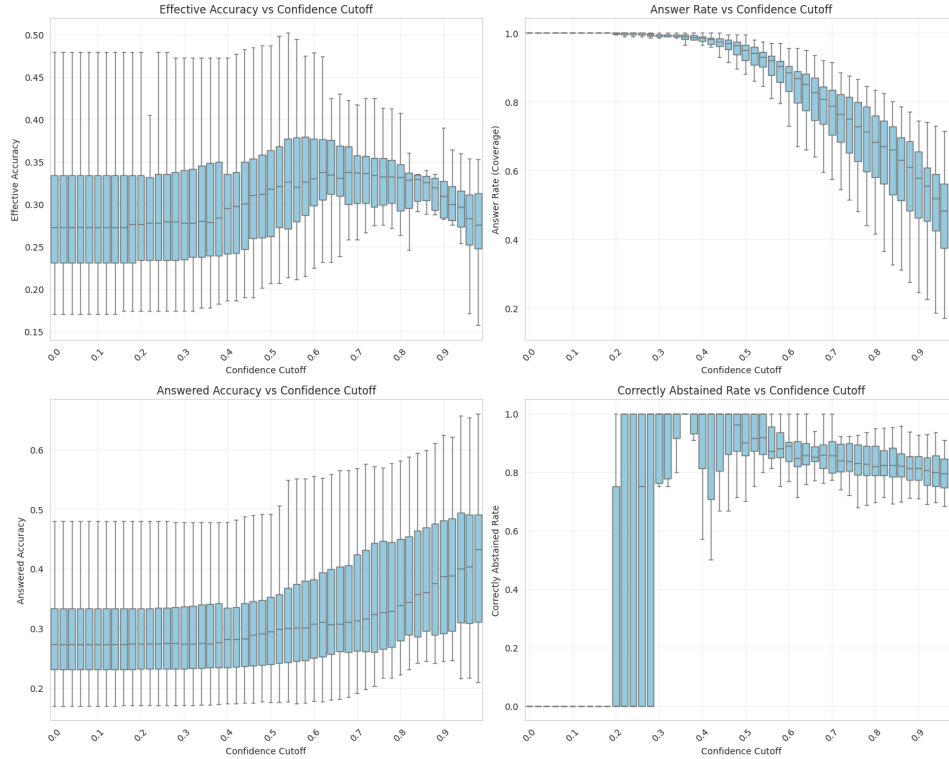 Effective Accuracy vs Confidence Cutoff
0.50
0.45
0.40
0.35
0.30
0.25
0.20
0.15
Effective Accuracy
0.0 0.1 0.2 0.3 0.4 0.5 0.6 0.7 0.8 0.9
Confidence Cutoff
Answer Rate vs Confidence Cutoff
1.0
0.8
0.6
0.4
0.2
Answer Rate (Coverage)
0.0 0.1 0.2 0.3 0.4 0.5 0.6 0.7 0.8 0.9
Confidence Cutoff
Answered Accuracy vs Confidence Cutoff
0.6
0.5
0.4
0.3
0.2
Answered Accuracy
0.0 0.1 0.2 0.3 0.4 0.5 0.6 0.7 0.8 0.9
Confidence Cutoff
Correctly Abstained Rate vs Confidence Cutoff
1.0
0.8
0.6
0.4
0.2
0.0
Correctly Abstained Rate
0.0 0.1 0.2 0.3 0.4 0.5 0.6 0.7 0.8 0.9
Confidence Cutoff